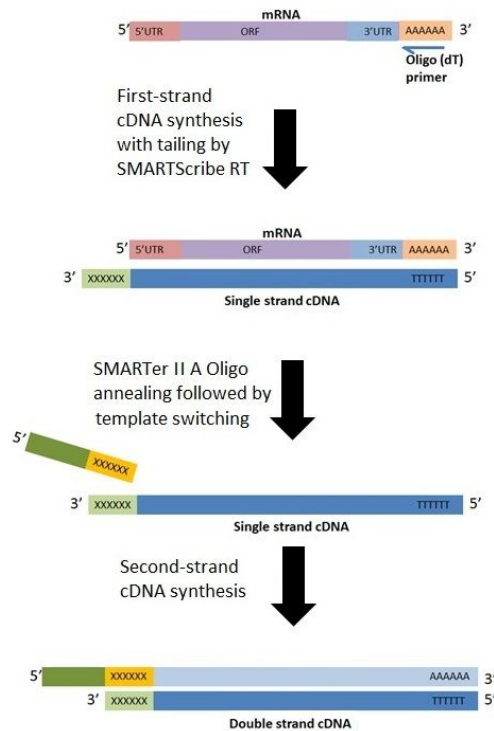 mRNA
5’ 5’UTR ORF 3’UTR AAAAAA 3’
Oligo (dT)
primer
First-strand
cDNA synthesis
with tailing by
SMARTScribe RT
mRNA
5’ 5’UTR ORF 3’UTR AAAAAA 3’
3’ XXXXXX TTTTTT 5’
Single strand cDNA
SMARTer II A Oligo
annealing followed by
template switching
5’ XXXXXX
3’ XXXXXX TTTTTT 5’
Single strand cDNA
Second-strand
cDNA synthesis
5’ XXXXXX AAAAAA 3’
3’ XXXXXX TTTTTT 5’
Double strand cDNA